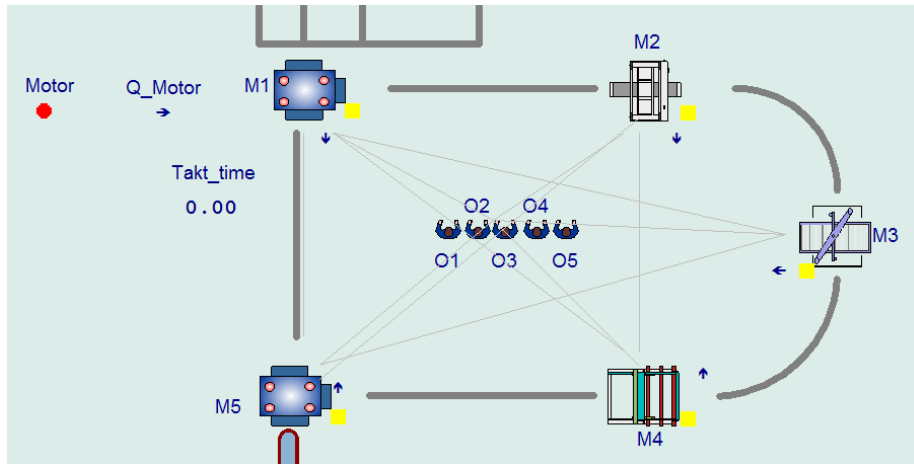 M2
Motor
Q_Motor
M1
Takt_time
0.00
O2
O4
M3
O1
O3
O5
M5
M4